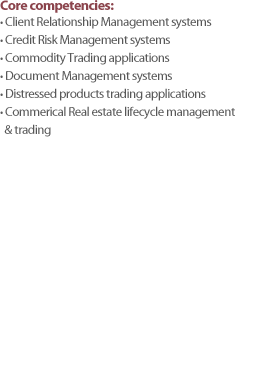 Core competencies:
• Client Relationship Management systems
• Credit Risk Management systems
• Commodity Trading applications
• Document Management systems
• Distressed products trading applications
• Commerical Real estate lifecycle management
& trading